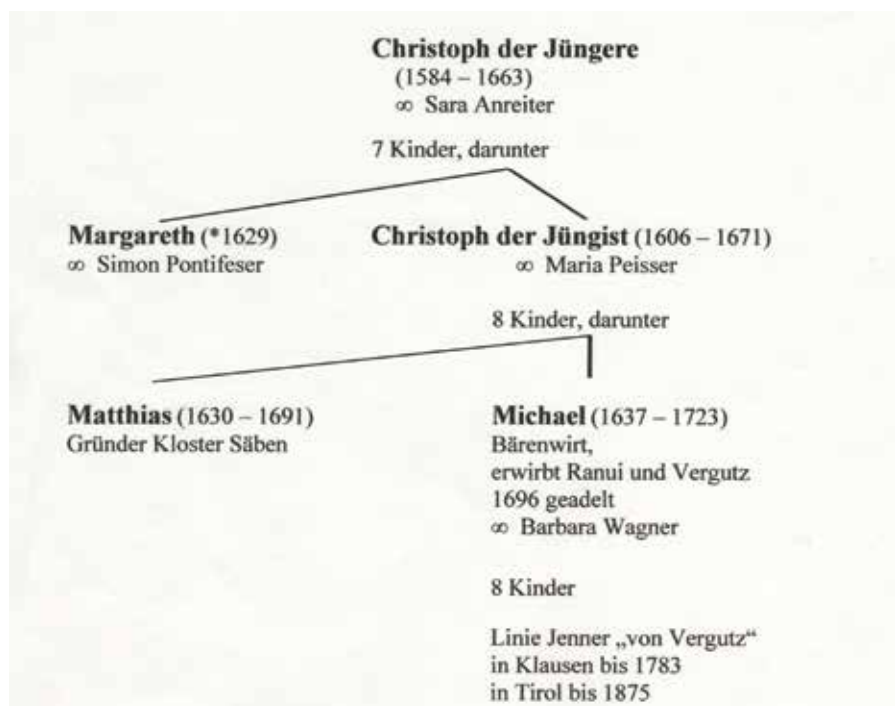 Christoph der Jüngere
(1584 – 1663)
∞ Sara Anreiter
7 Kinder, darunter
Margareth (*1629)
∞ Simon Pontifeser
Christoph der Jüngist (1606 – 1671)
∞ Maria Peisser
8 Kinder, darunter
Matthias (1630 – 1691)
Gründer Kloster Säben
Michael (1637 – 1723)
Bärenwirt,
erwirbt Ranui und Vergutz
1696 geadelt
∞ Barbara Wagner
8 Kinder
Linie Jenner „von Vergutz“
in Klausen bis 1783
in Tirol bis 1875